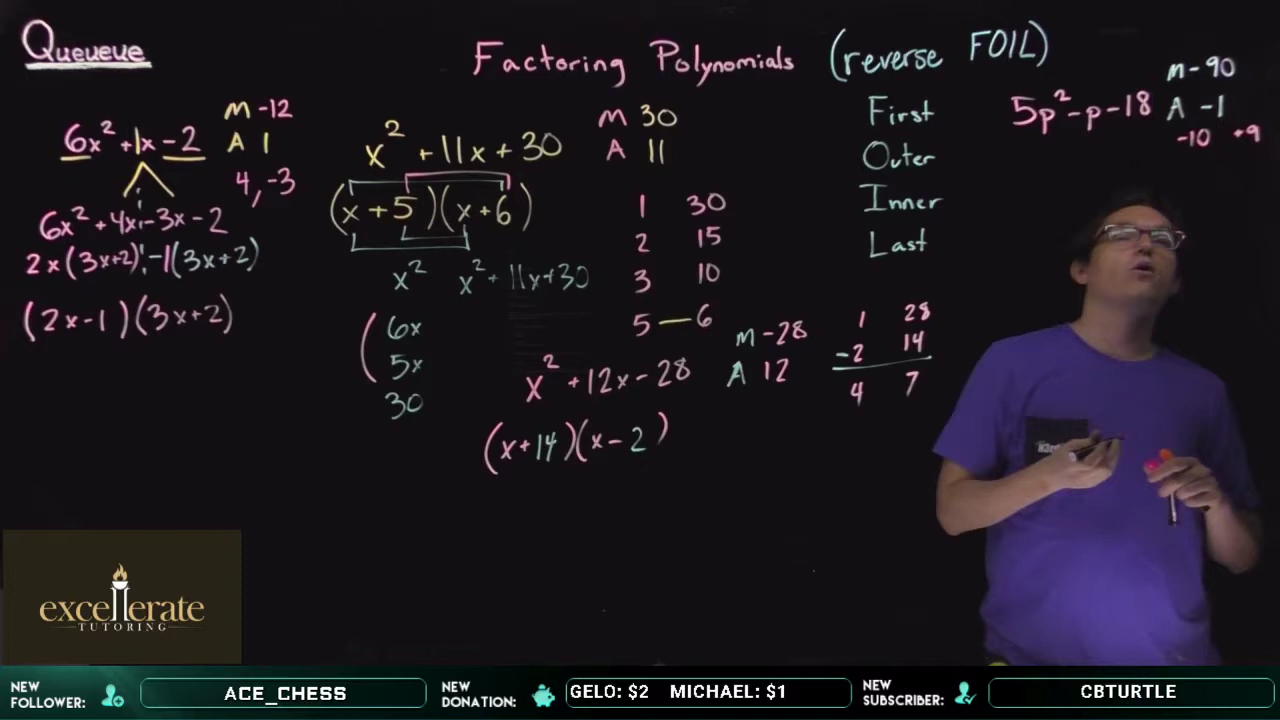 Queueue
Factoring Polynomials (reverse FOIL)
6x² +1x -2
M -12
A 1
4, -3
6x² +4x -3x -2
2x(3x+2) -1(3x+2)
(2x-1)(3x+2)
x² +11x+30
M 30
A 11
(x+5)(x+6)
x² x²+11x+30
6x
5x
30
1 30
2 15
3 10
5 — 6
x² +12x-28
M -28
A 12
(x+14)(x-2)
1 28
-2 14
4 7
First
Outer
Inner
Last
5p²-p-18
M -90
A -1
-10 +9
excellerate
TUTORING
NEW FOLLOWER:
ACE_CHESS
NEW DONATION:
GELO: $2 MICHAEL: $1
NEW SUBSCRIBER:
CBTURTLE